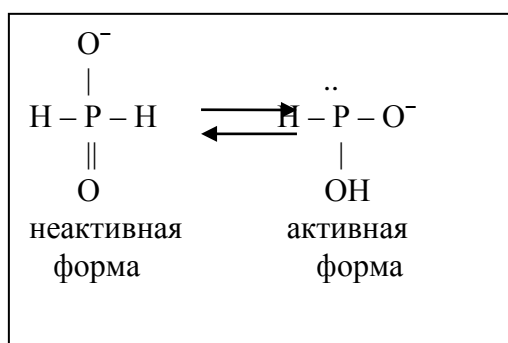 O⁻
|
¨
H – P – H H – P – O⁻
|| |
O OH
неактивная активная
форма форма